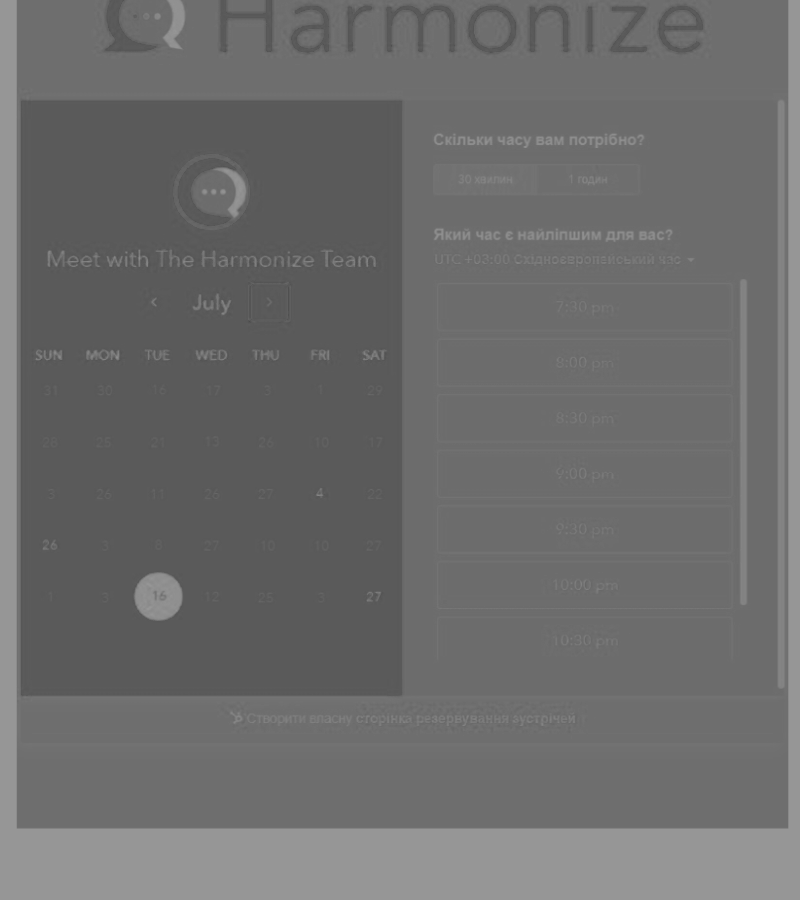 Harmonize
Meet with The Harmonize Team
July
SUN MON TUE WED THU FRI SAT
31 30 16 17 3 1 29
26 25 21 13 26 10 17
3 26 11 26 27 4 22
26 3 8 27 10 10 27
1 3 16 12 25 3 27
Скільки часу вам потрібно?
30 хвилин 1 годин
Який час є найліпшим для вас?
UTC +03:00 Східноєвропейський час
7:30 pm
8:00 pm
8:30 pm
9:00 pm
9:30 pm
10:00 pm
10:30 pm
Створити власну сторінка резервування зустрічей